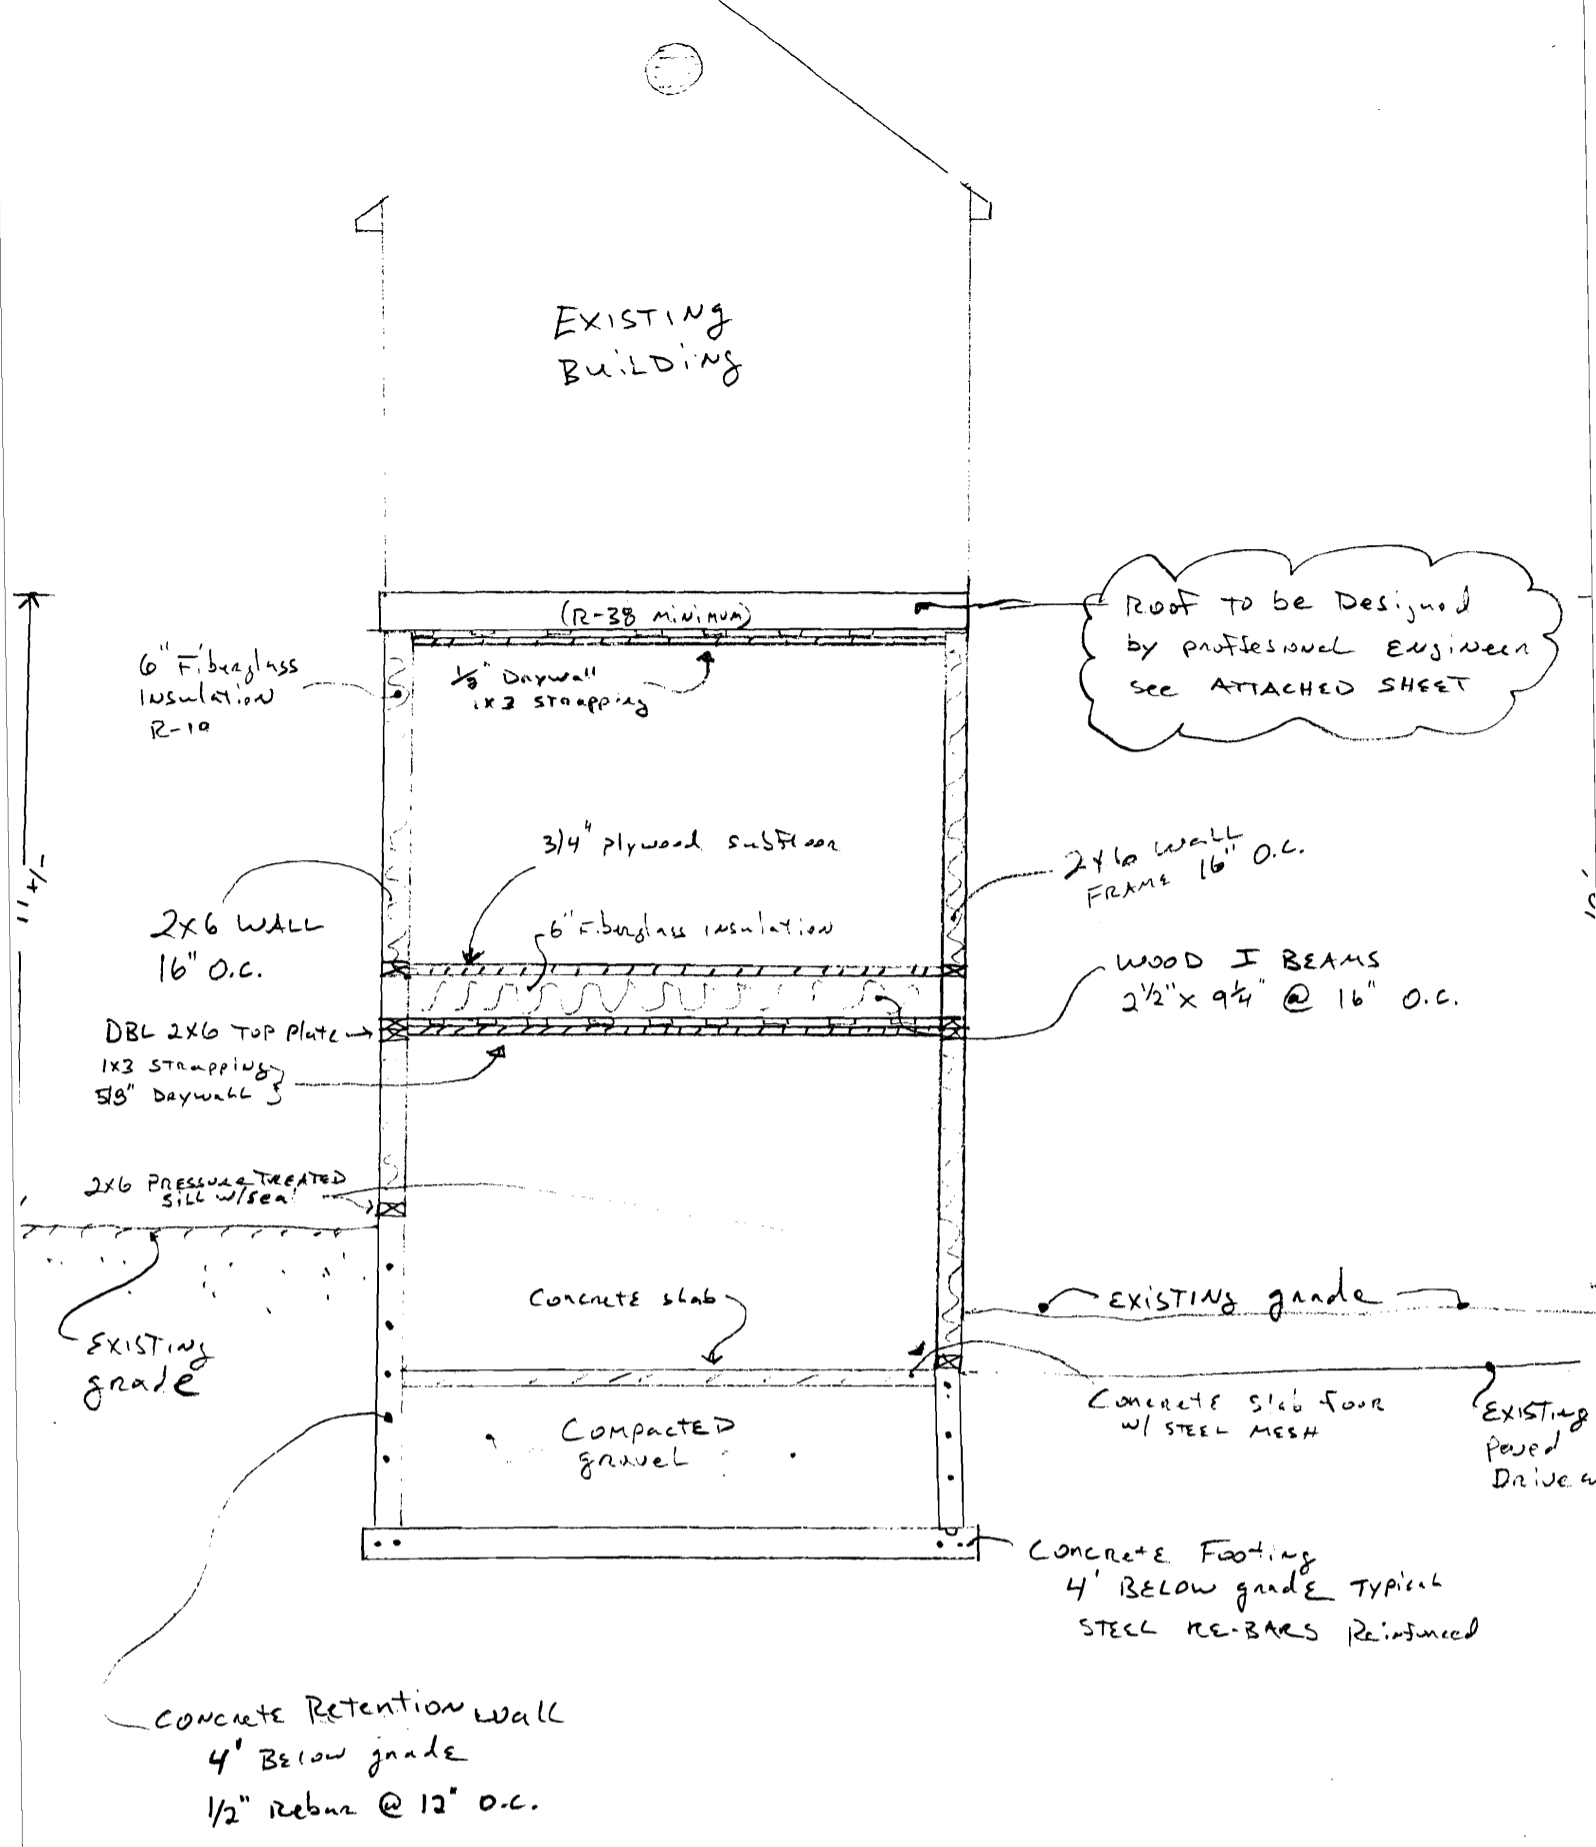 EXISTING
BUILDING
(R-38 MINIMUM)
Roof to be Designed
by proffesional Engineer
see ATTACHED SHEET
6" Fiberglass
Insulation
R-19
1/2" Drywall
1x3 strapping
3/4" plywood subfloor
2x6 WALL
FRAME 16" O.C.
11' +/-
2x6 WALL
16" O.C.
6" Fiberglass insulation
WOOD I BEAMS
2 1/2" x 9 1/4" @ 16" O.C.
DBL 2x6 TOP Plate
1x3 Strapping
5/8" Drywall
2x6 PRESSURE TREATED
SILL w/seal
EXISTING
grade
Concrete slab
EXISTING grade
Concrete Slab Foor
w/ STEEL MESH
EXISTING
Paved
COMPACTED
gravel
Concrete Footing
4' BELOW gradE Typical
STEEL RE-BARS Reinforced
CONCRETE Retention wall
4' Below grade
1/2" Rebar @ 12" O.C.